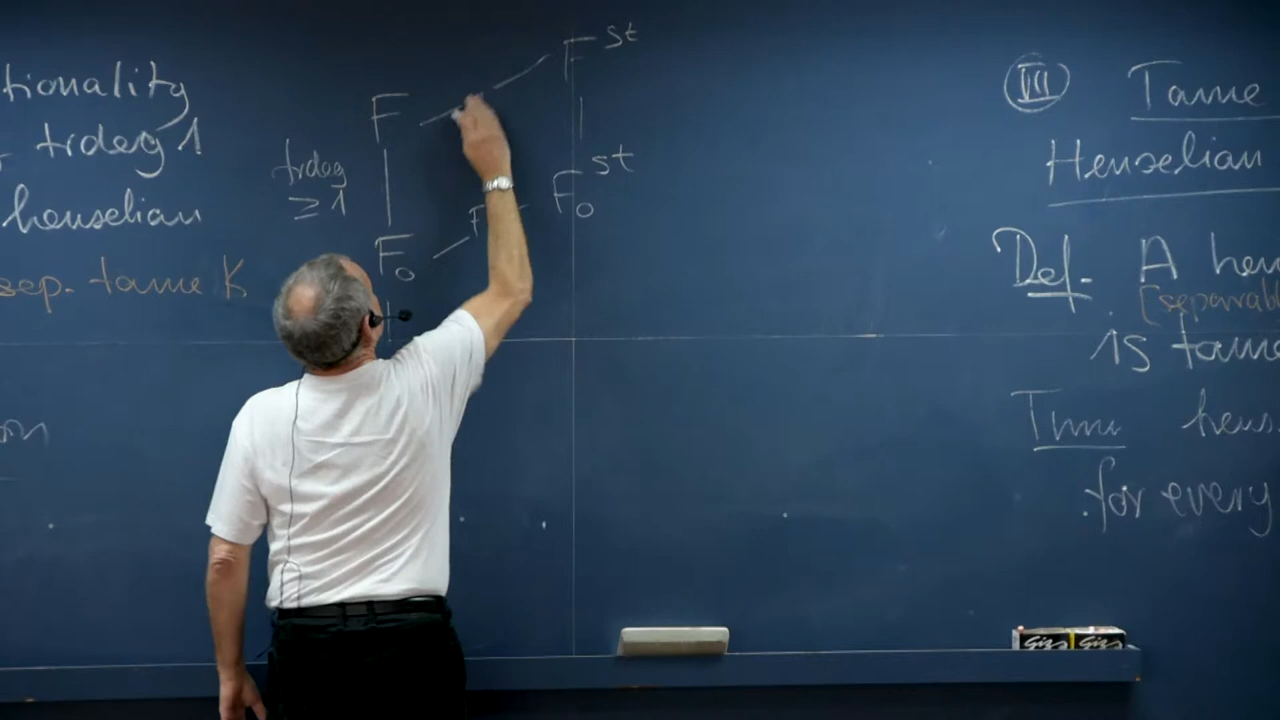 tionality
trdeg 1
henselian
sep. tame K
on
F
F^st
trdeg
≥ 1
F_0
F
F_0^st
VII Tame
Henselian
Def. A hen
[separabl
is tame
Thm hens
for every
Giz Giz